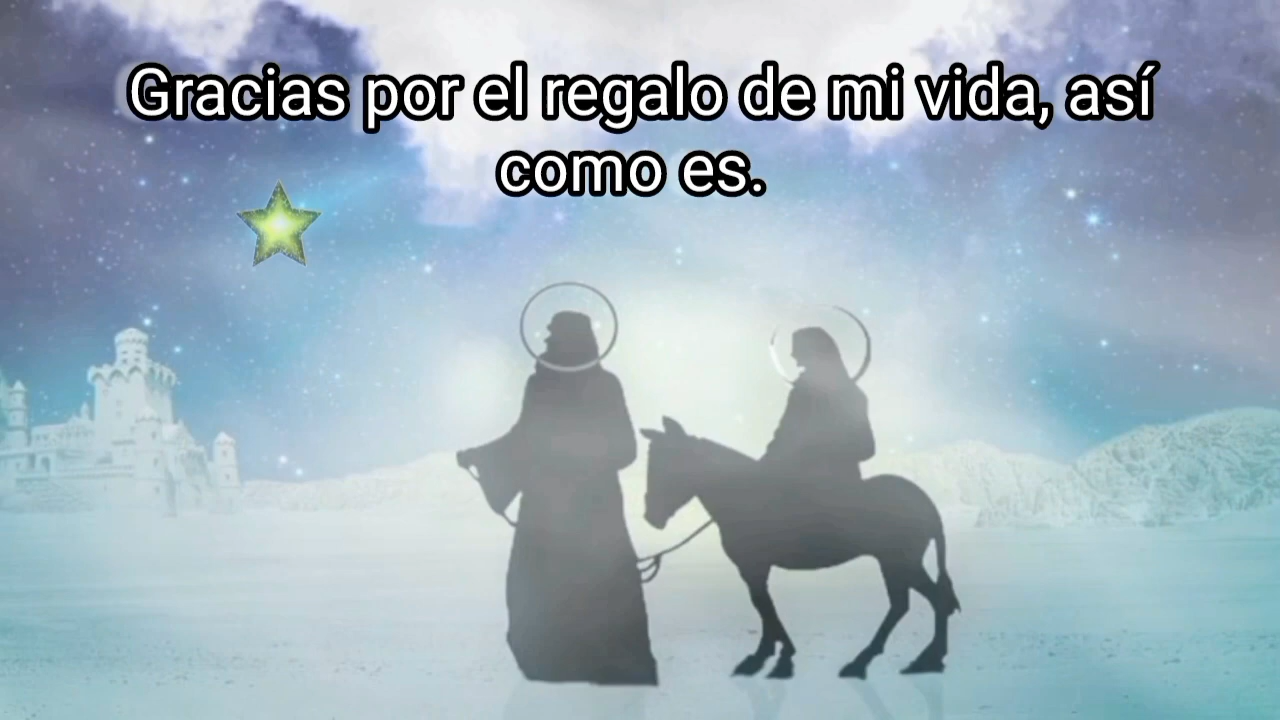 Gracias por el regalo de mi vida, así
como es.